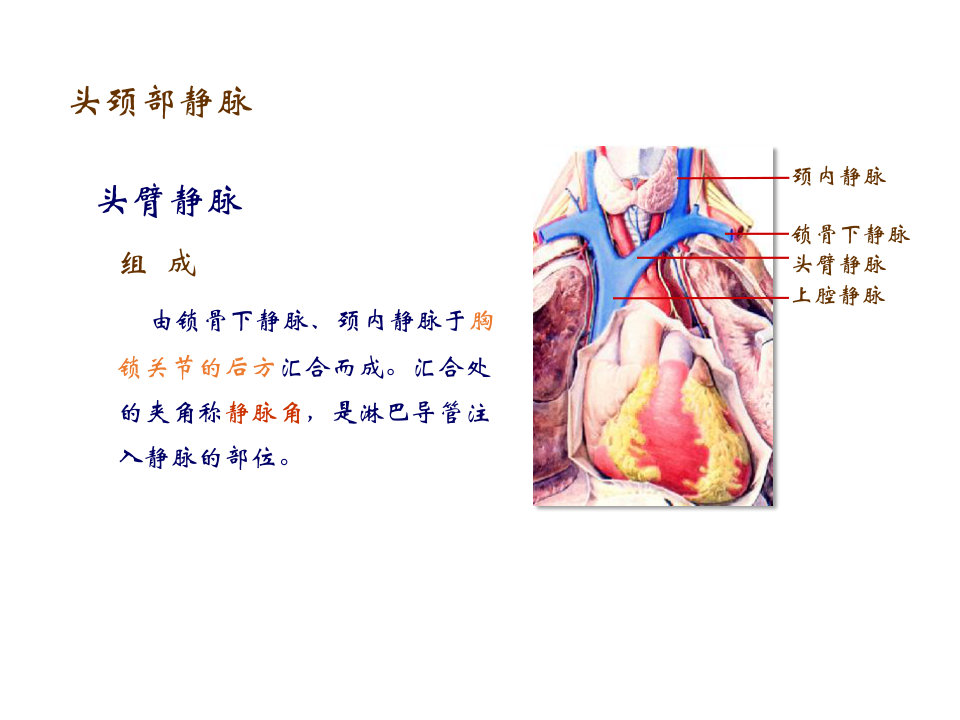 头颈部静脉
头臂静脉
组 成
由锁骨下静脉、颈内静脉于胸
锁关节的后方汇合而成。汇合处
的夹角称静脉角，是淋巴导管注
入静脉的部位。
颈内静脉
锁骨下静脉
头臂静脉
上腔静脉